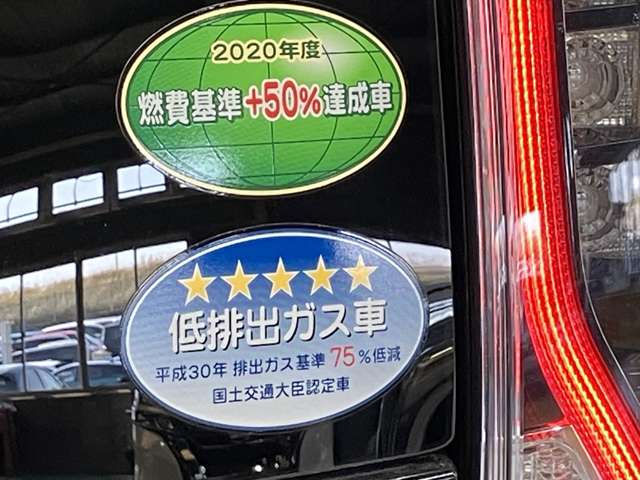 2020年度
燃費基準+50%達成車
★★★★★
低排出ガス車
平成30年 排出ガス基準 75%低減
国土交通大臣認定車